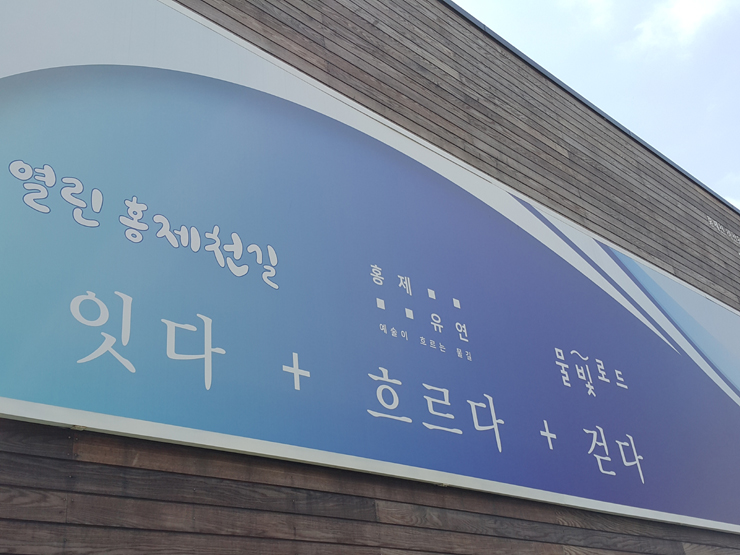 열린 홍제천길
잇다 +
홍제
유연
예술이 흐르는 물길
흐르다 +
물빛로드
걷다